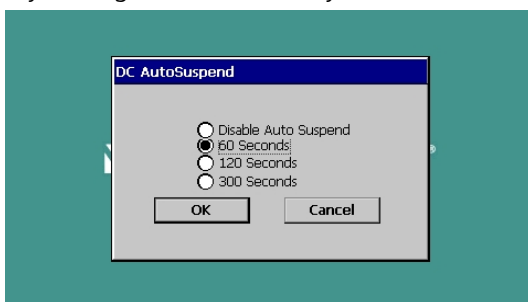 DC AutoSuspend
Disable Auto Suspend
60 Seconds
120 Seconds
300 Seconds
OK Cancel